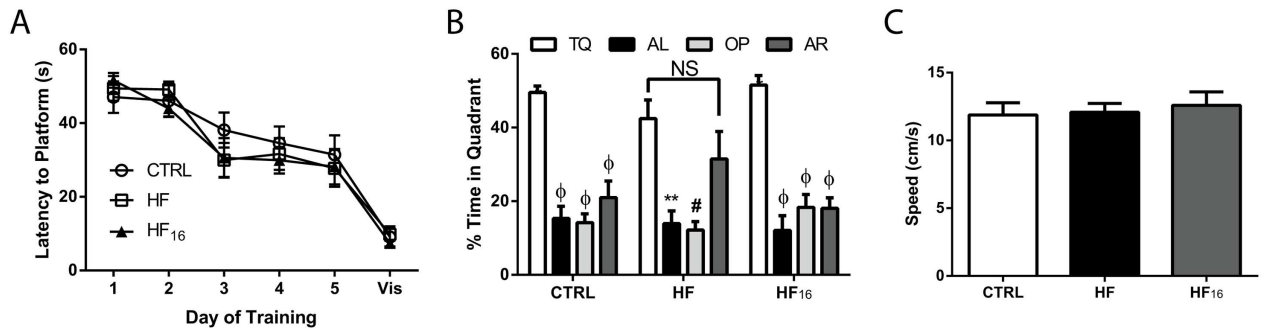 A
Latency to Platform (s)
60
40
20
0
CTRL
HF
HF16
1 2 3 4 5 Vis
Day of Training
B
TQ AL OP AR
NS
% Time in Quadrant
60
40
20
0
ϕ ϕ ϕ
** #
ϕ ϕ ϕ
CTRL HF HF16
C
Speed (cm/s)
15
10
5
0
CTRL HF HF16